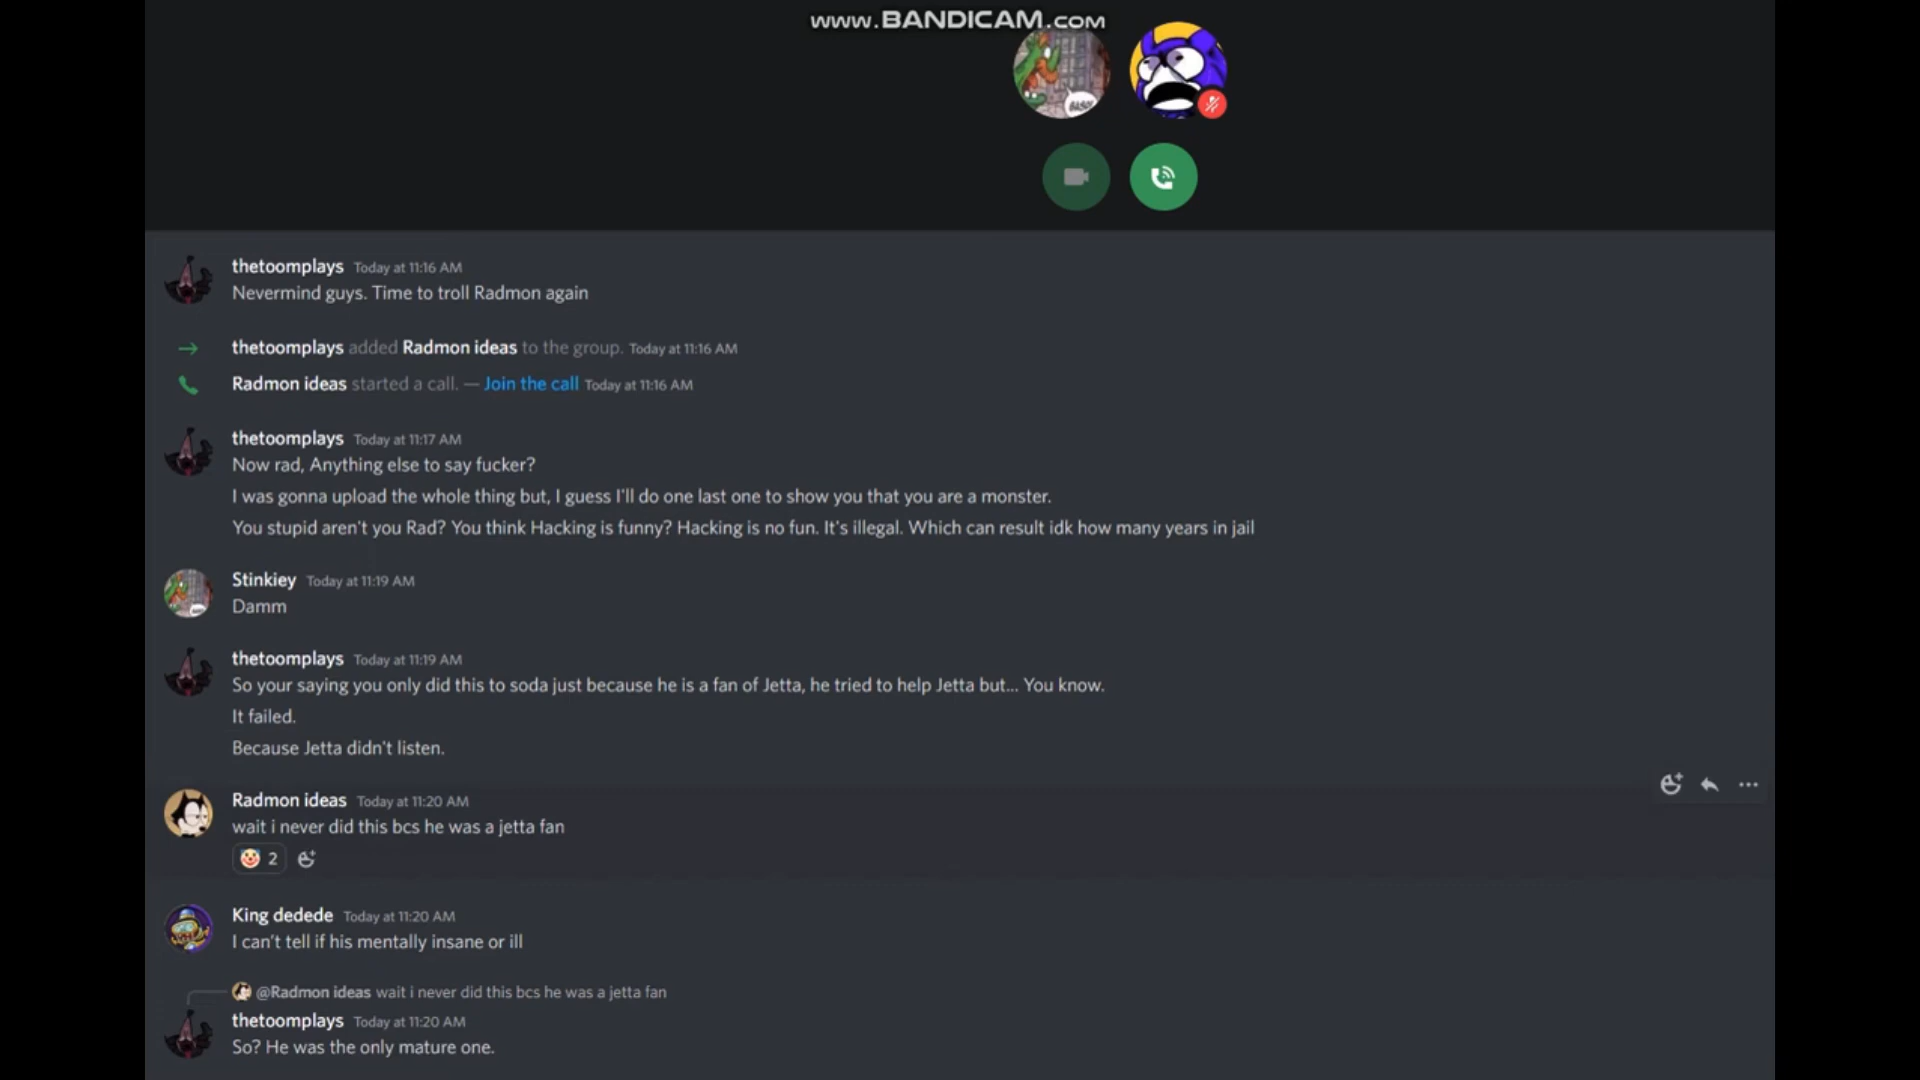 www.BANDICAM.COM
thetoomplays Today at 11:16 AM
Nevermind guys. Time to troll Radmon again
thetoomplays added Radmon ideas to the group. Today at 11:16 AM
Radmon ideas started a call. — Join the call Today at 11:16 AM
thetoomplays Today at 11:17 AM
Now rad, Anything else to say fucker?
I was gonna upload the whole thing but, I guess I'll do one last one to show you that you are a monster.
You stupid aren't you Rad? You think Hacking is funny? Hacking is no fun. It's illegal. Which can result idk how many years in jail
Stinkiey Today at 11:19 AM
Damm
thetoomplays Today at 11:19 AM
So your saying you only did this to soda just because he is a fan of Jetta, he tried to help Jetta but... You know.
It failed.
Because Jetta didn't listen.
Radmon ideas Today at 11:20 AM
wait i never did this bcs he was a jetta fan
🤡 2
King dedede Today at 11:20 AM
I can't tell if his mentally insane or ill
@Radmon ideas wait i never did this bcs he was a jetta fan
thetoomplays Today at 11:20 AM
So? He was the only mature one.